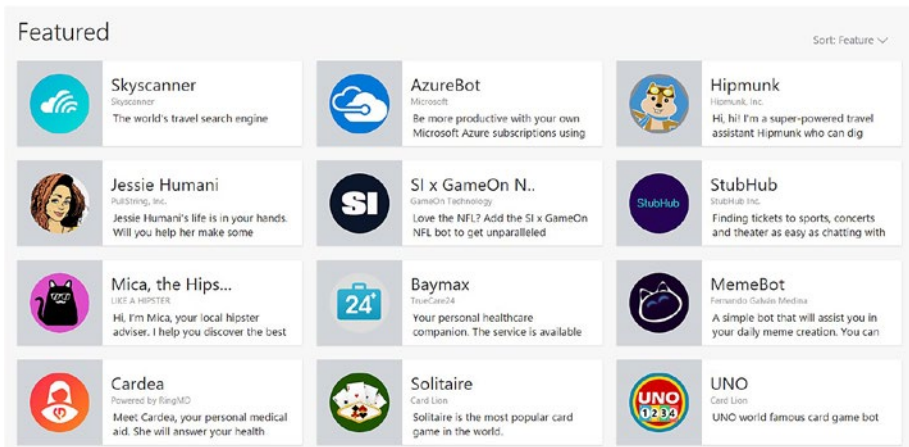 Featured
Sort: Feature
Skyscanner
Skyscanner
The world's travel search engine
AzureBot
Microsoft
Be more productive with your own
Microsoft Azure subscriptions using
Hipmunk
Hipmunk, Inc.
Hi, hi! I'm a super-powered travel
assistant Hipmunk who can dig
Jessie Humani
PullString, Inc.
Jessie Humani's life is in your hands.
Will you help her make some
SI
SI x GameOn N..
GameOn Technology
Love the NFL? Add the SI x GameOn
NFL bot to get unparalleled
StubHub
StubHub
StubHub Inc.
Finding tickets to sports, concerts
and theater as easy as chatting with
Mica, the Hips...
LIKE A HIPSTER
Hi, I'm Mica, your local hipster
adviser. I help you discover the best
24+
Baymax
TrueCare24
Your personal healthcare
companion. The service is available
MemeBot
Fernando Galván Medina
A simple bot that will assist you in
your daily meme creation. You can
Cardea
Powered by RingMD
Meet Cardea, your personal medical
aid. She will answer your health
Solitaire
Card Lion
Solitaire is the most popular card
game in the world.
UNO
1234
UNO
Card Lion
UNO world famous card game bot